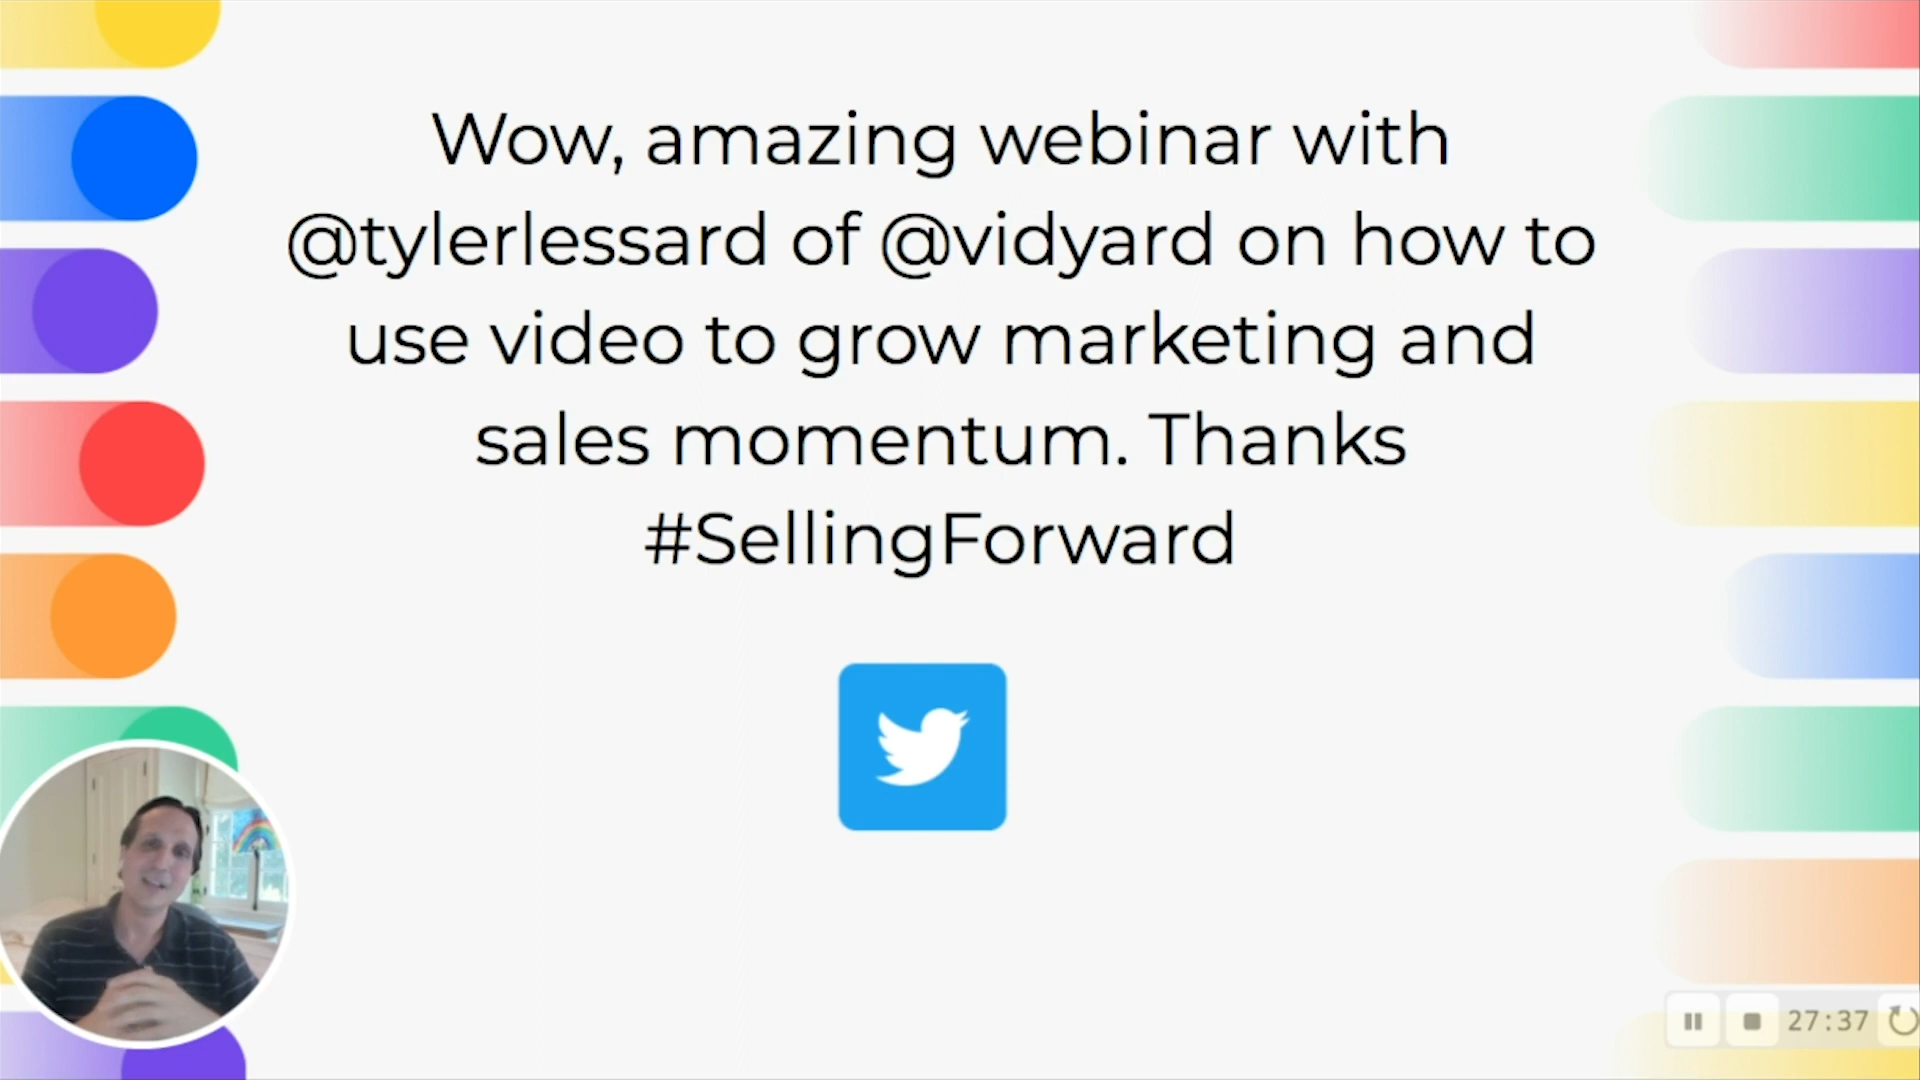 Wow, amazing webinar with
@tylerlessard of @vidyard on how to
use video to grow marketing and
sales momentum. Thanks
#SellingForward
27:37